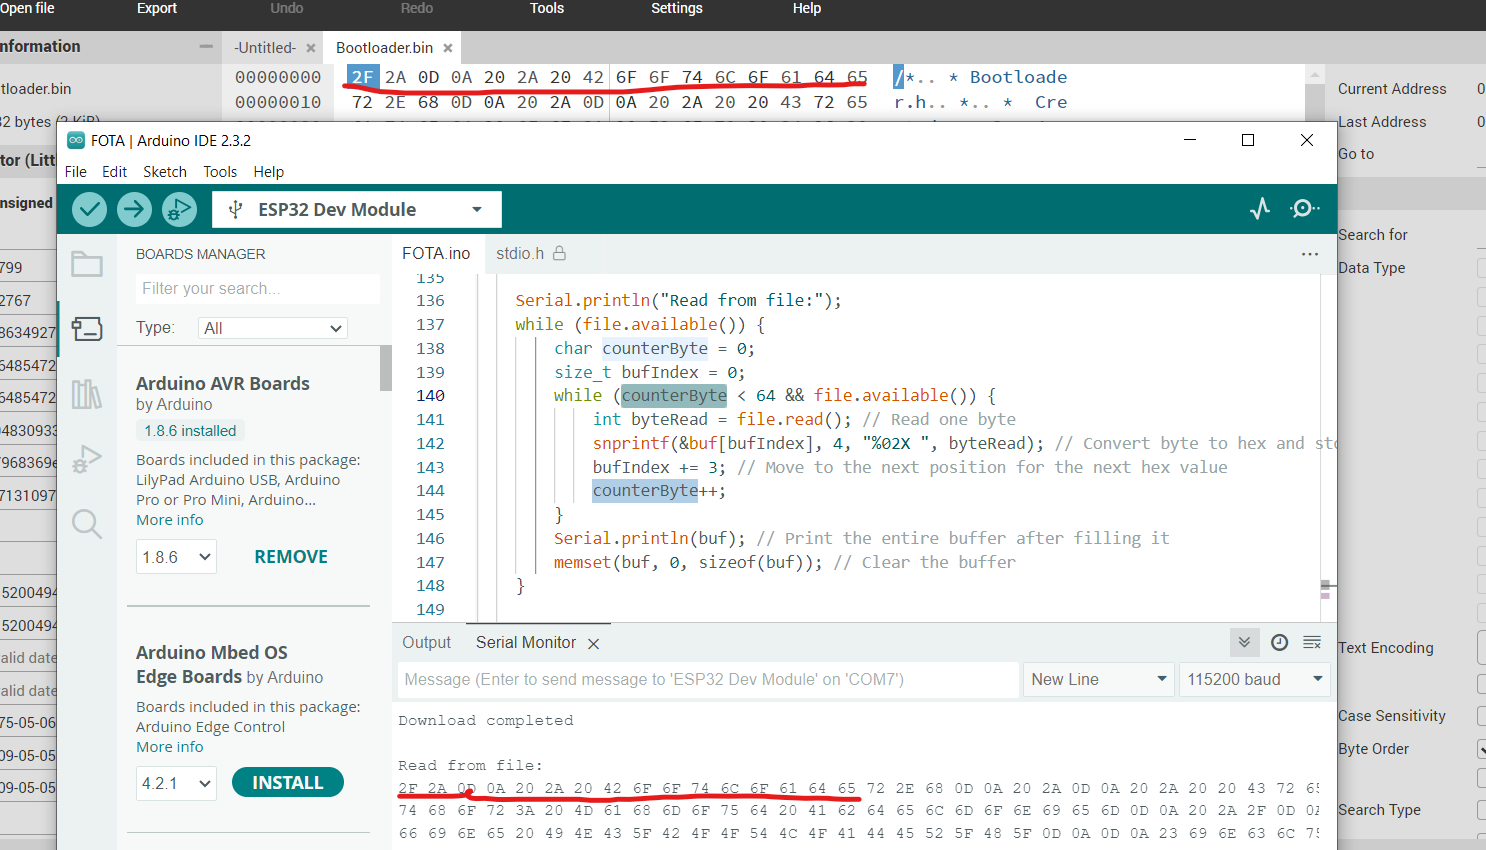 Open file Export Undo Redo Tools Settings Help
nformation
-Untitled- × Bootloader.bin ×
00000000 2F 2A 0D 0A 20 2A 20 42 6F 6F 74 6C 6F 61 64 65 /*.. * Bootloade
tloader.bin
00000010 72 2E 68 0D 0A 20 2A 0D 0A 20 2A 20 20 43 72 65 r.h.. *.. * Cre
Current Address 0
32 bytes (2 KiB)
Last Address 0
tor (Litt
Go to
nsigned
799
2767
8634927
6485472
6485472
04830933
7968369e
7131097
15200494
15200494
alid date
alid date
75-05-06
09-05-05
09-05-05
Search for
Data Type
Text Encoding
Case Sensitivity
Byte Order
Search Type
FOTA | Arduino IDE 2.3.2
File Edit Sketch Tools Help
ESP32 Dev Module
BOARDS MANAGER
Filter your search...
Type: All
Arduino AVR Boards
by Arduino
1.8.6 installed
Boards included in this package:
LilyPad Arduino USB, Arduino
Pro or Pro Mini, Arduino...
More info
1.8.6 REMOVE
Arduino Mbed OS
Edge Boards by Arduino
Boards included in this package:
Arduino Edge Control
More info
4.2.1 INSTALL
FOTA.ino stdio.h
135
136 Serial.println("Read from file:");
137 while (file.available()) {
138 char counterByte = 0;
139 size_t bufIndex = 0;
140 while (counterByte < 64 && file.available()) {
141 int byteRead = file.read(); // Read one byte
142 snprintf(&buf[bufIndex], 4, "%02X ", byteRead); // Convert byte to hex and sto
143 bufIndex += 3; // Move to the next position for the next hex value
144 counterByte++;
145 }
146 Serial.println(buf); // Print the entire buffer after filling it
147 memset(buf, 0, sizeof(buf)); // Clear the buffer
148 }
149
Output Serial Monitor ×
Message (Enter to send message to 'ESP32 Dev Module' on 'COM7')
New Line 115200 baud
Download completed
Read from file:
2F 2A 0D 0A 20 2A 20 42 6F 6F 74 6C 6F 61 64 65 72 2E 68 0D 0A 20 2A 0D 0A 20 2A 20 20 43 72 65
74 68 6F 72 3A 20 4D 61 68 6D 6F 75 64 20 41 62 64 65 6C 6D 6F 6E 69 65 6D 0D 0A 20 2A 2F 0D 0A
66 69 6E 65 20 49 4E 43 5F 42 4F 4F 54 4C 4F 41 44 45 52 5F 48 5F 0D 0A 0D 0A 23 69 6E 63 6C 75